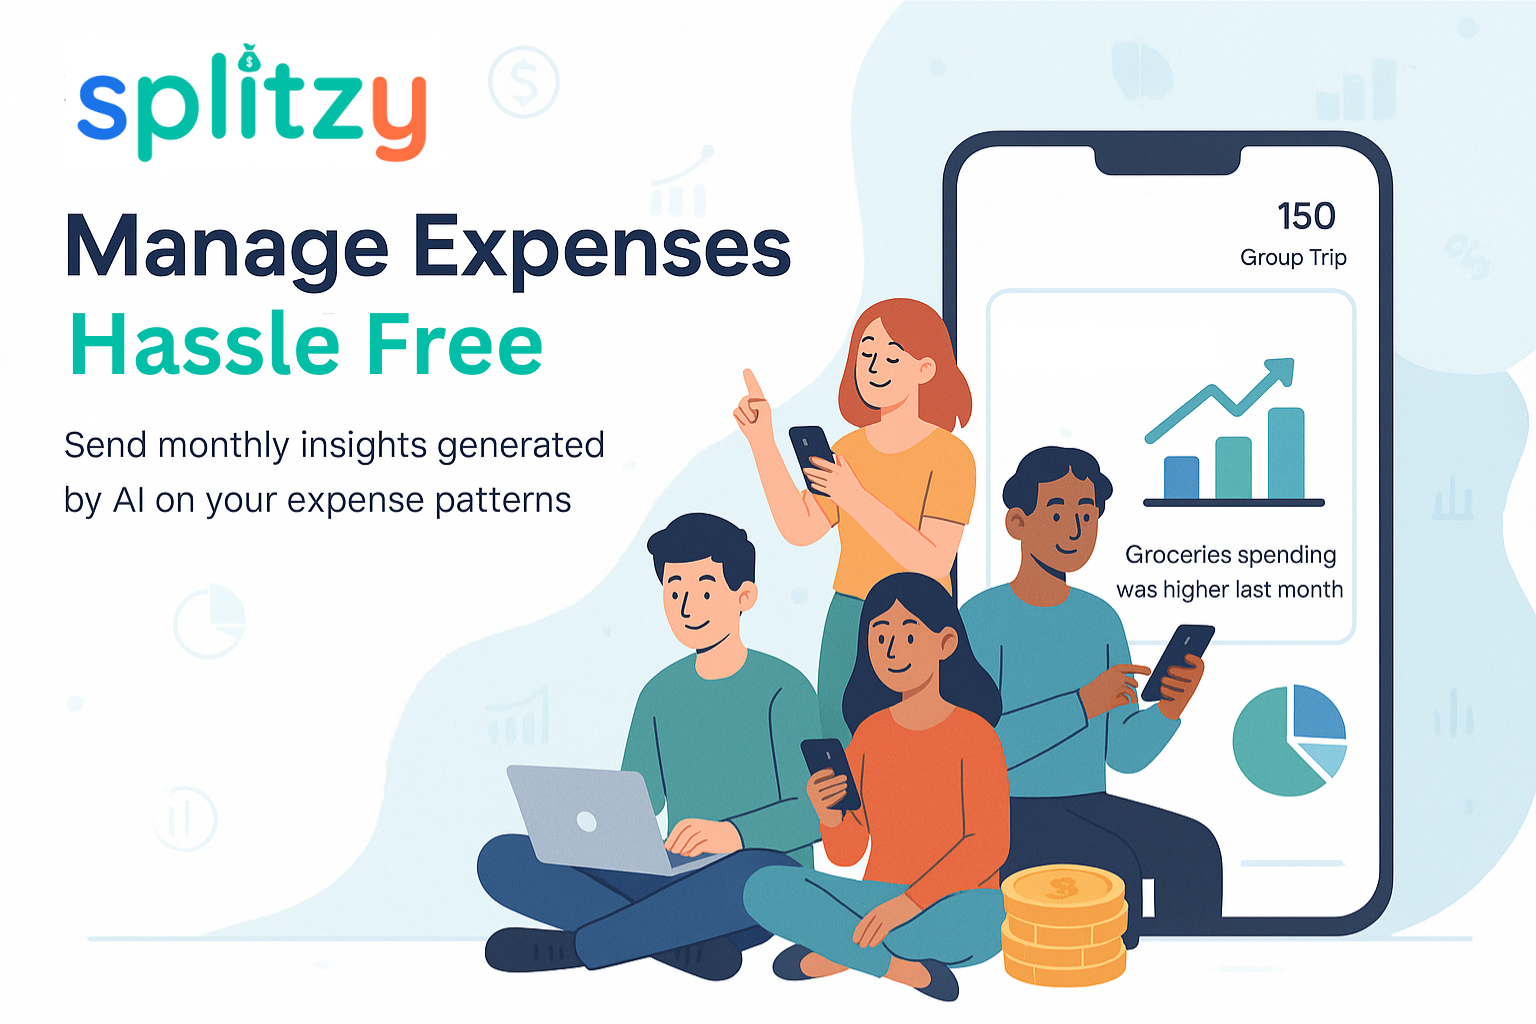 splitzy
Manage Expenses
Hassle Free
Send monthly insights generated
by AI on your expense patterns
150
Group Trip
Groceries spending
was higher last month